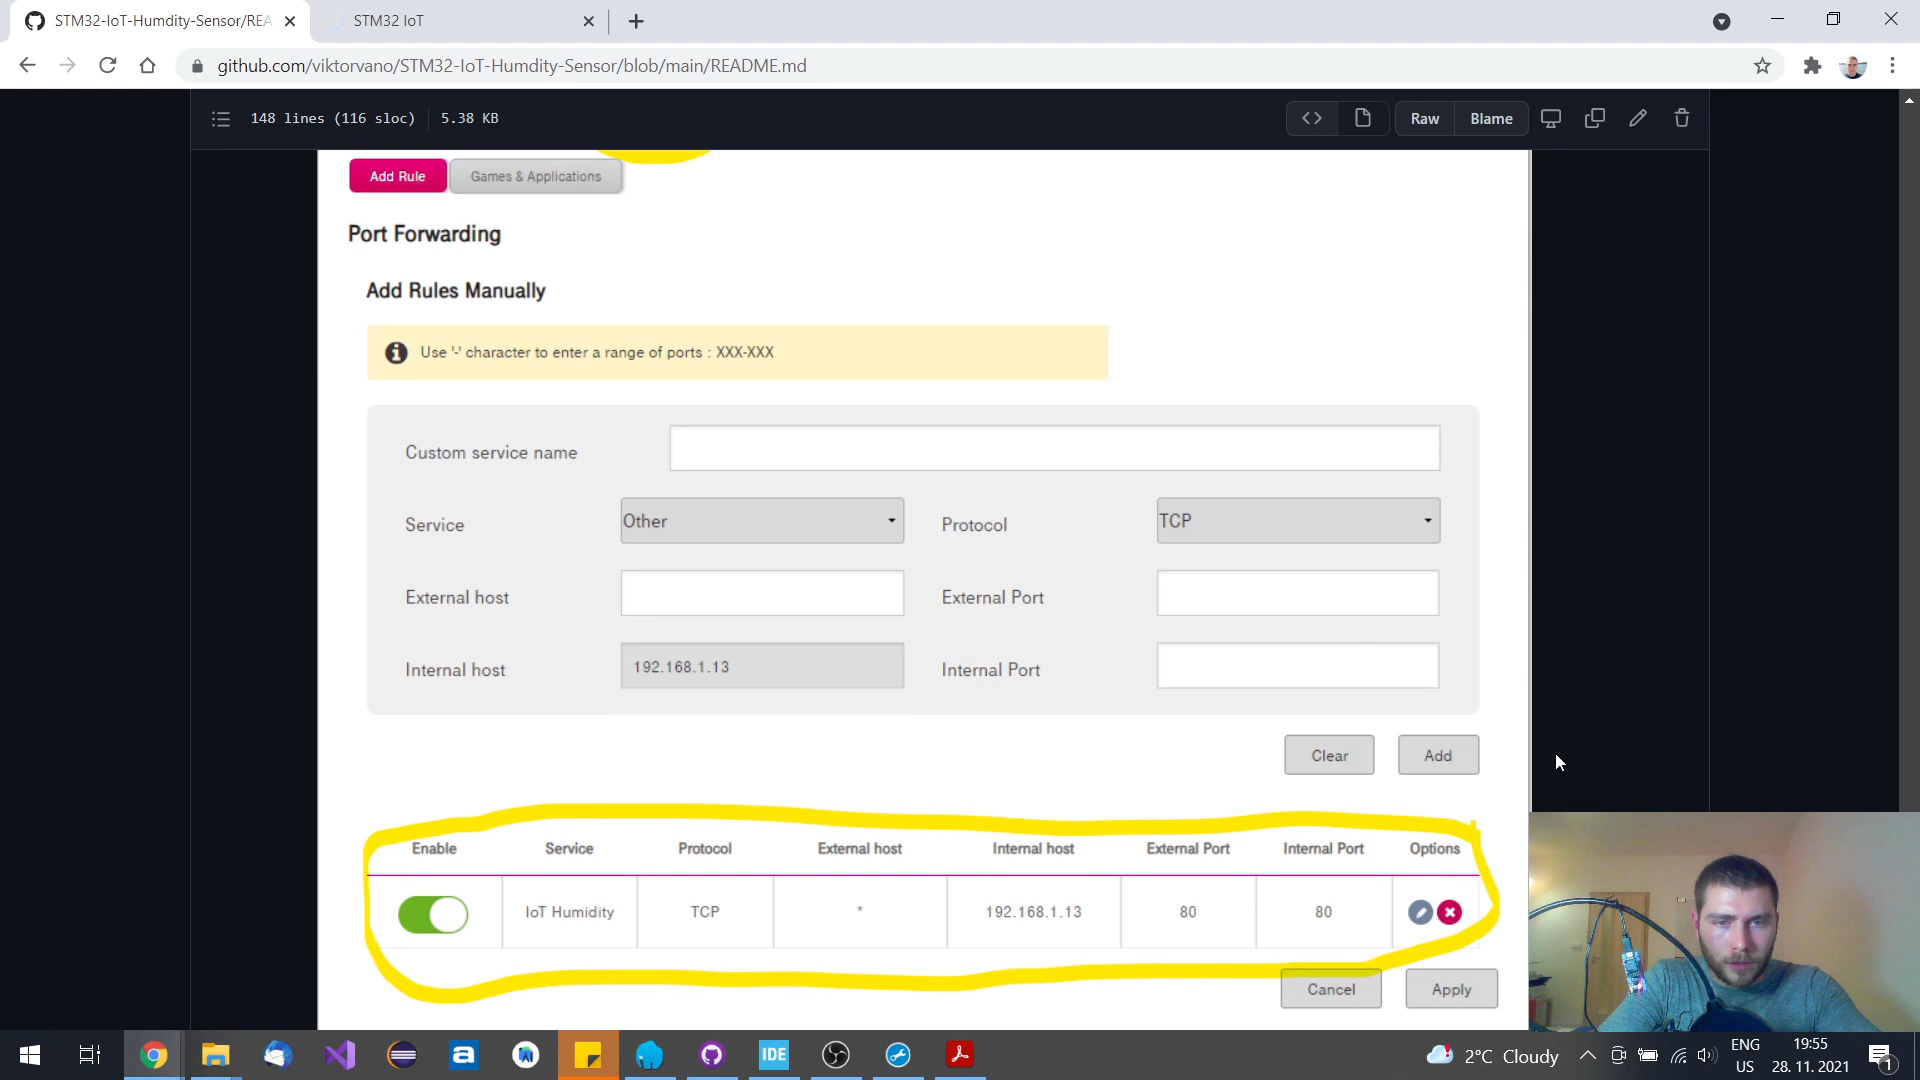 STM32-IoT-Humdity-Sensor/REA
STM32 IoT
github.com/viktorvano/STM32-IoT-Humdity-Sensor/blob/main/README.md
148 lines (116 sloc) 5.38 KB
Raw Blame
Add Rule Games & Applications
Port Forwarding
Add Rules Manually
Use '-' character to enter a range of ports : XXX-XXX
Custom service name
Service Other Protocol TCP
External host External Port
Internal host 192.168.1.13 Internal Port
Clear Add
Enable Service Protocol External host Internal host External Port Internal Port Options
IoT Humidity TCP * 192.168.1.13 80 80
Cancel Apply
a IDE
2°C Cloudy
ENG
US
19:55
28. 11. 2021
1